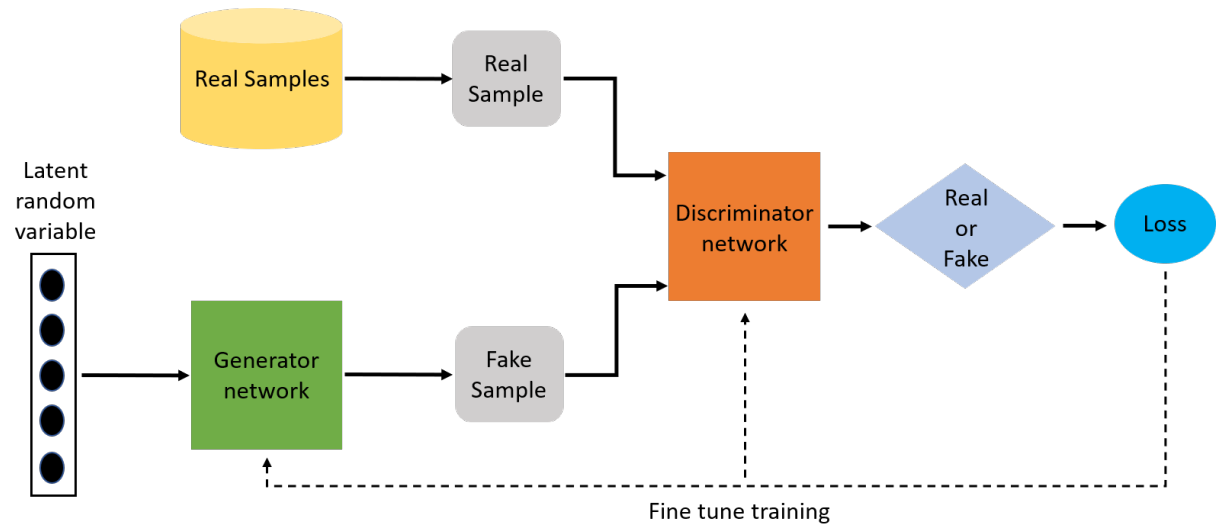 Real Samples
Real
Sample
Latent
random
variable
Discriminator
network
Real
or
Fake
Loss
Generator
network
Fake
Sample
Fine tune training